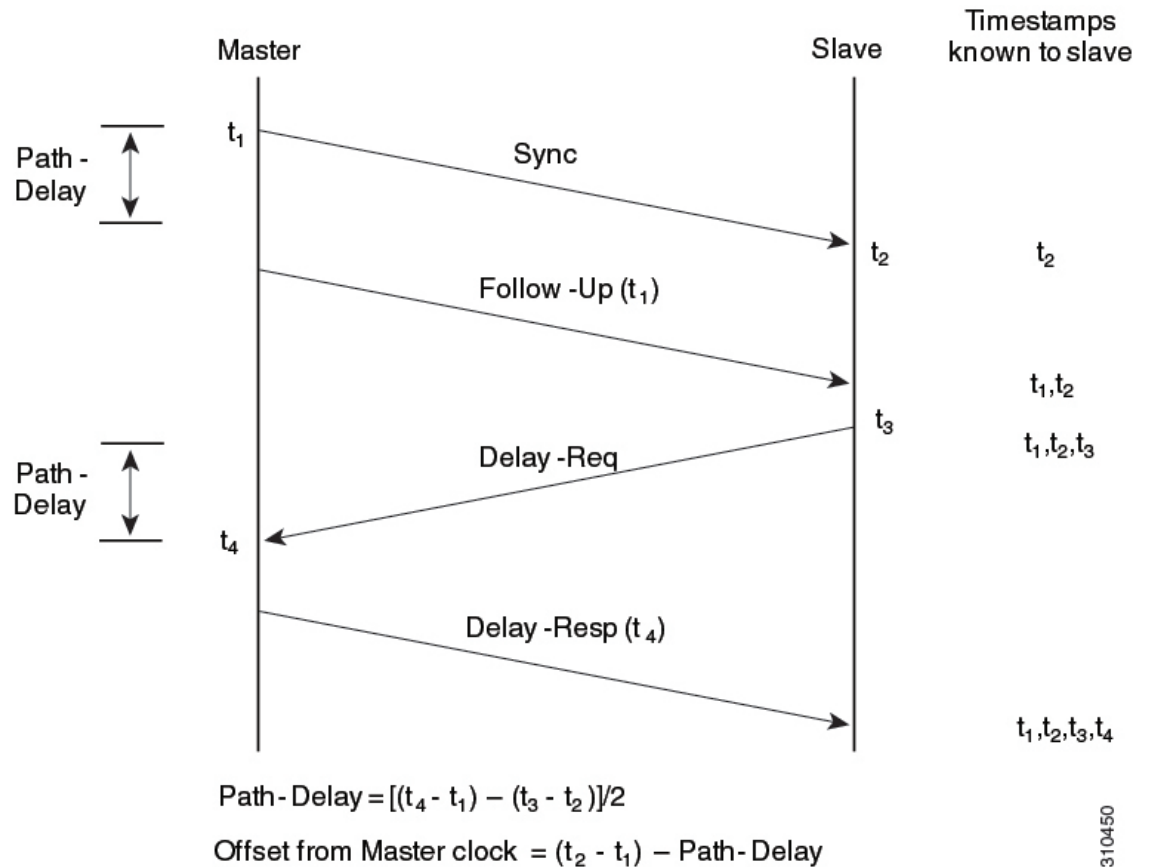 Master
Slave
Timestamps
known to slave
t₁
Path -
Delay
Sync
t₂
t₂
Follow -Up (t₁)
t₁,t₂
t₃
t₁,t₂,t₃
Delay -Req
Path -
Delay
t₄
Delay -Resp (t₄)
t₁,t₂,t₃,t₄
Path-Delay = [(t₄ - t₁) – (t₃ - t₂)]/2
Offset from Master clock = (t₂ - t₁) – Path-Delay
310450